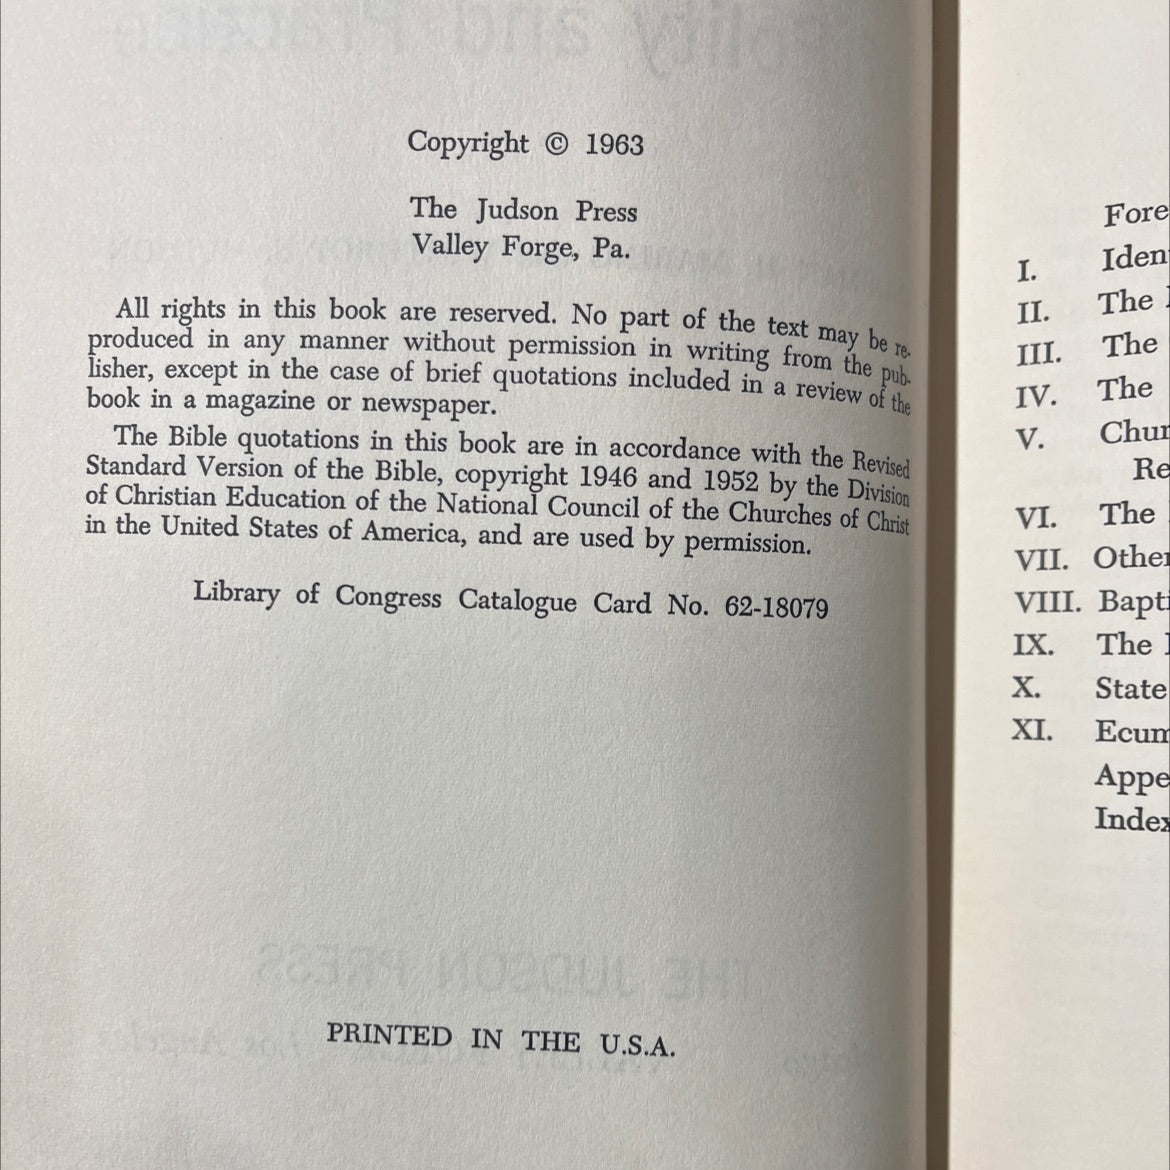 Copyright © 1963
The Judson Press
Valley Forge, Pa.
All rights in this book are reserved. No part of the text may be re-
produced in any manner without permission in writing from the pub-
lisher, except in the case of brief quotations included in a review of the
book in a magazine or newspaper.
The Bible quotations in this book are in accordance with the Revised
Standard Version of the Bible, copyright 1946 and 1952 by the Division
of Christian Education of the National Council of the Churches of Christ
in the United States of America, and are used by permission.
Library of Congress Catalogue Card No. 62-18079
THE JUDSON PRESS
PRINTED IN THE U.S.A.
Fore
I. Iden
II. The
III. The
IV. The
V. Chur
Re
VI. The
VII. Other
VIII. Bapti
IX. The
X. State
XI. Ecum
Appe
Index